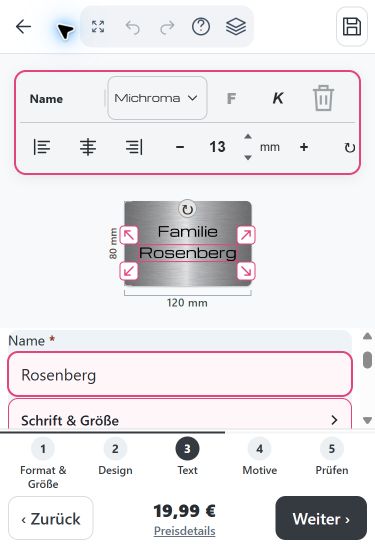 Name
Michroma
F
K
− 13 mm +
Familie
Rosenberg
80 mm
120 mm
Name *
Rosenberg
Schrift & Größe
1
Format & Größe
2
Design
3
Text
4
Motive
5
Prüfen
‹ Zurück
19,99 €
Preisdetails
Weiter ›